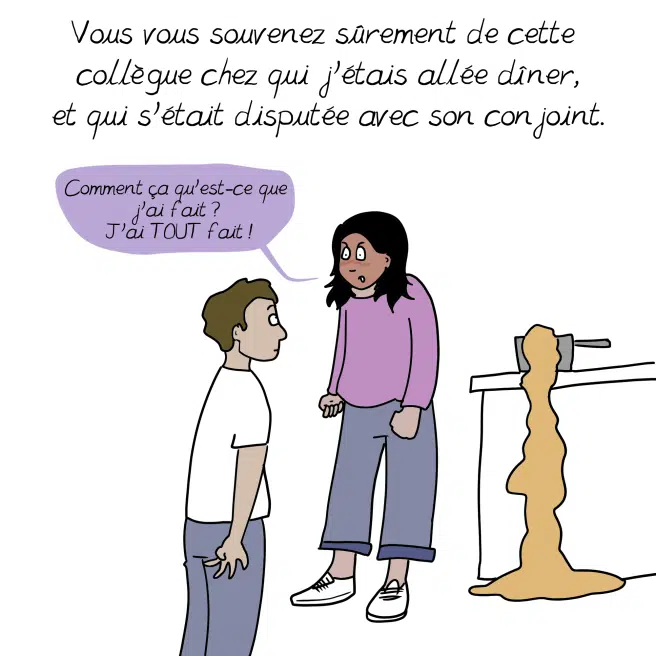 Vous vous souvenez sûrement de cette
collègue chez qui j'étais allée dîner,
et qui s'était disputée avec son conjoint.
Comment ça qu'est-ce que
j'ai fait ?
J'ai TOUT fait !